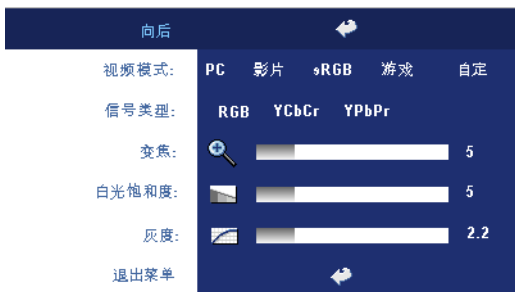 向后
视频模式: PC 影片 sRGB 游戏 自定
信号类型: RGB YCbCr YPbPr
变焦: 5
白光饱和度: 5
灰度: 2.2
退出菜单